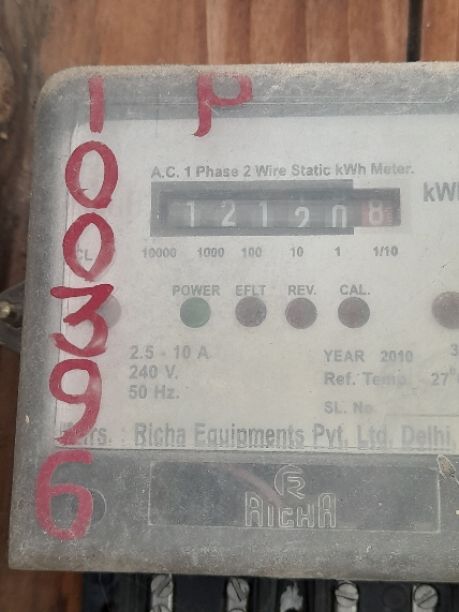 P
100396
A.C. 1 Phase 2 Wire Static kWh Meter.
121208 kWh
CL
10000 1000 100 10 1 1/10
POWER EFLT REV. CAL.
2.5 - 10 A.
240 V.
50 Hz.
YEAR 2010
Ref. Temp. 27°
SL. No.
Richa Equipments Pvt. Ltd. Delhi
RICHA